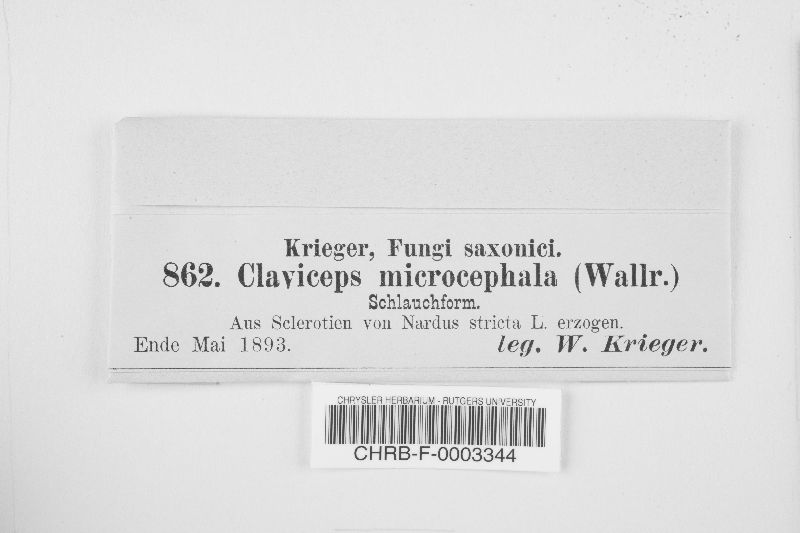 Krieger, Fungi saxonici.
862. Claviceps microcephala (Wallr.)
Schlauchform.
Aus Sclerotien von Nardus stricta L. erzogen.
Ende Mai 1893. leg. W. Krieger.
CHRYSLER HERBARIUM - RUTGERS UNIVERSITY
CHRB-F-0003344